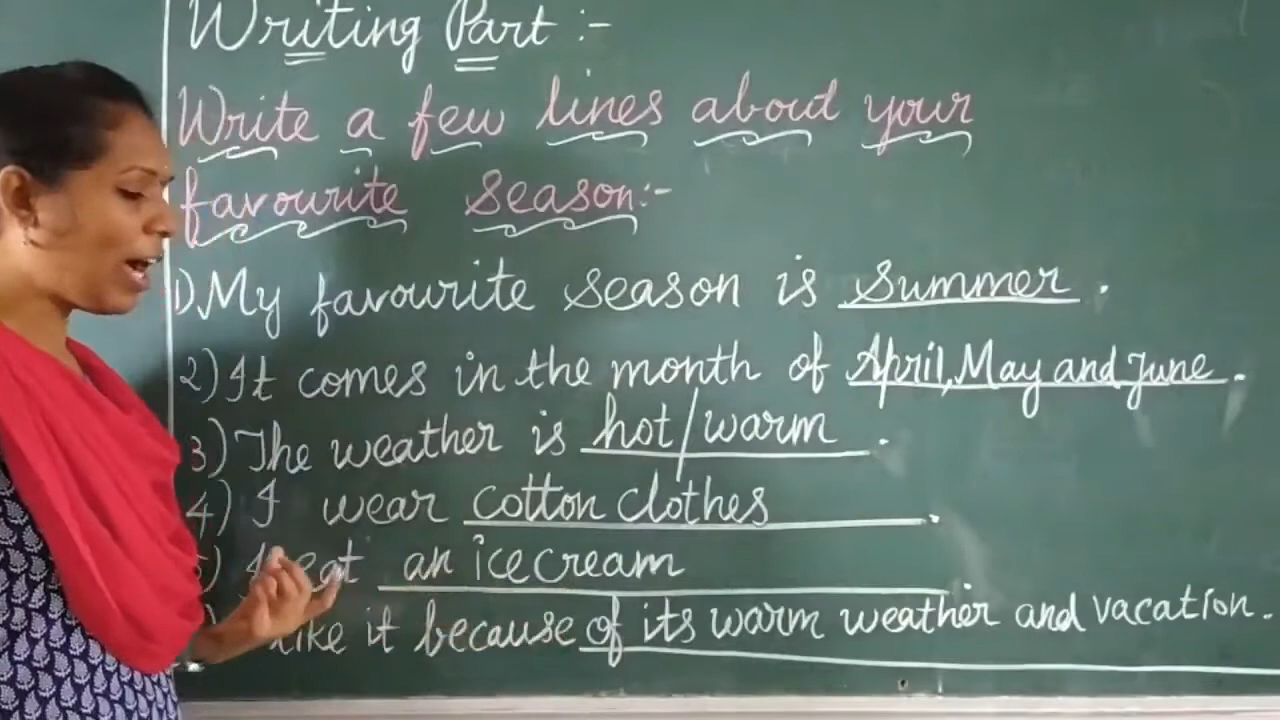 Writing Part :-
Write a few lines about your
favourite season:-
1) My favourite season is Summer.
2) It comes in the month of April, May and June.
3) The weather is hot/warm.
4) I wear cotton clothes.
5) I eat an icecream
like it because of its warm weather and vacation.